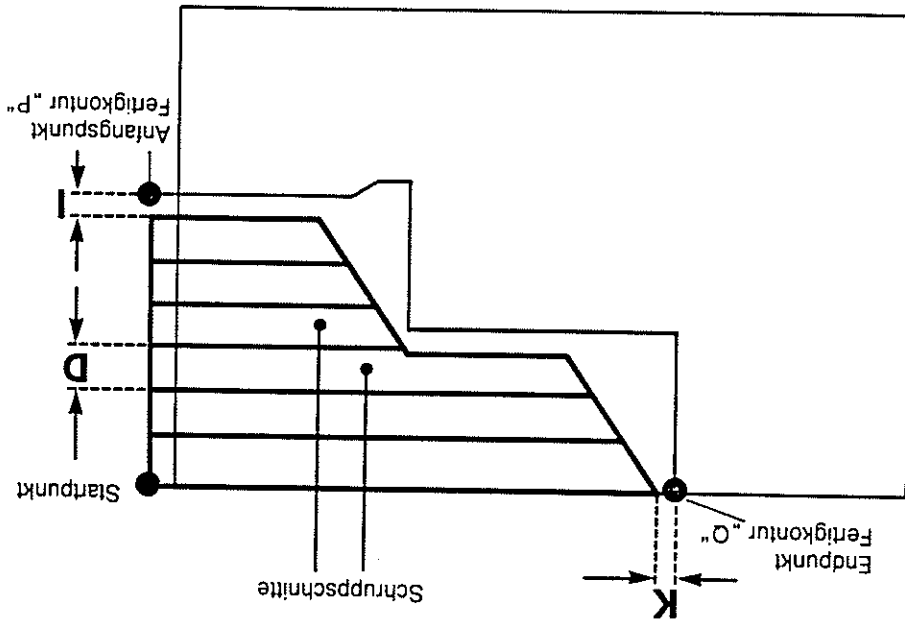 K
Schruppschnitte
Endpunkt
Fertigkontur „Q“
Startpunkt
D
I
Anfangspunkt
Fertigkontur „P“